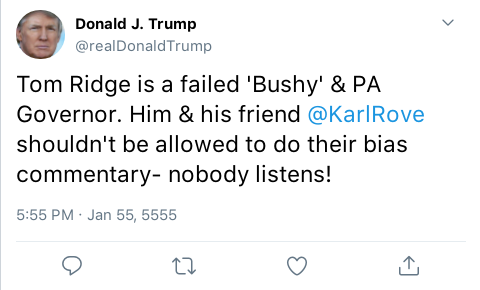 Donald J. Trump
@realDonaldTrump
Tom Ridge is a failed 'Bushy' & PA
Governor. Him & his friend @KarlRove
shouldn't be allowed to do their bias
commentary- nobody listens!
5:55 PM · Jan 55, 5555